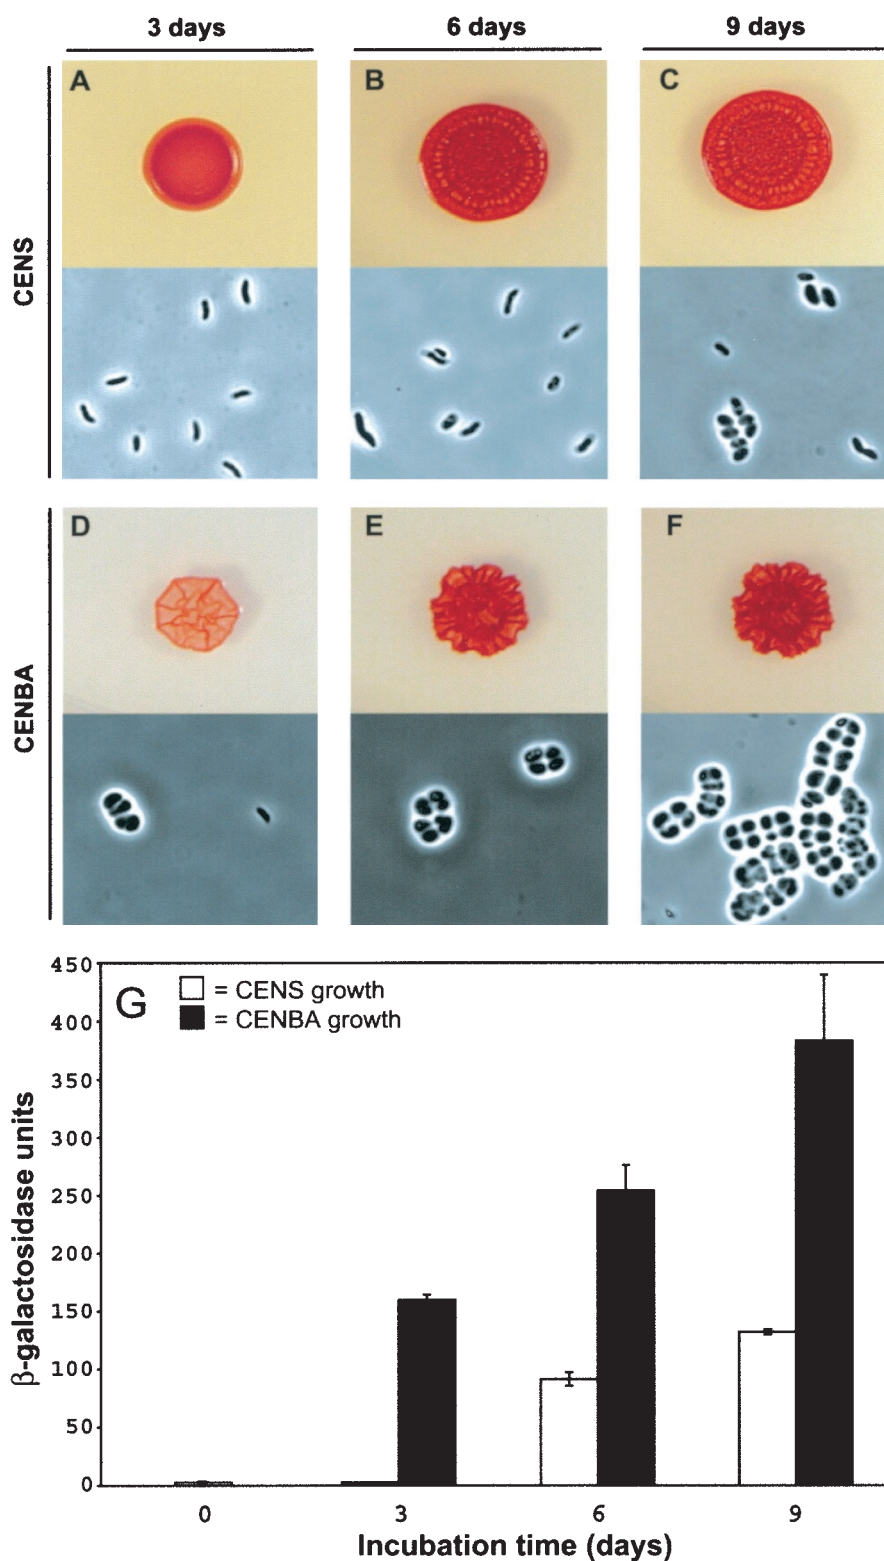 3 days 6 days 9 days
CENS
A B C
CENBA
D E F
G
= CENS growth
= CENBA growth
β-galactosidase units
450
400
350
300
250
200
150
100
50
0
0 3 6 9
Incubation time (days)